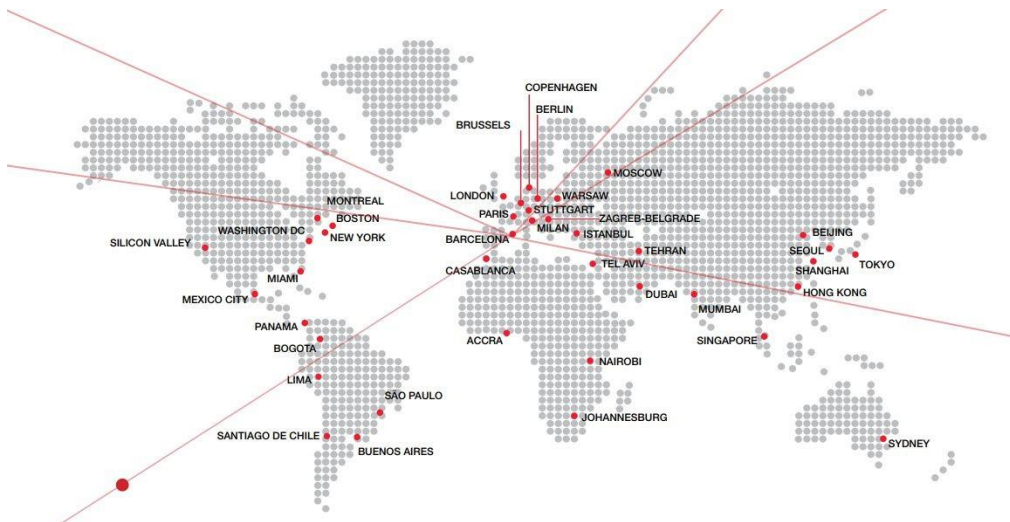 COPENHAGEN
BERLIN
BRUSSELS
MOSCOW
LONDON
WARSAW
MONTREAL
PARIS
STUTTGART
BOSTON
ZAGREB-BELGRADE
WASHINGTON DC
NEW YORK
MILAN
ISTANBUL
BEIJING
SILICON VALLEY
BARCELONA
SEOUL
TEHRAN
TOKYO
CASABLANCA
TEL AVIV
SHANGHAI
MIAMI
DUBAI
HONG KONG
MEXICO CITY
MUMBAI
PANAMA
ACCRA
SINGAPORE
BOGOTA
NAIROBI
LIMA
SÃO PAULO
JOHANNESBURG
SANTIAGO DE CHILE
BUENOS AIRES
SYDNEY